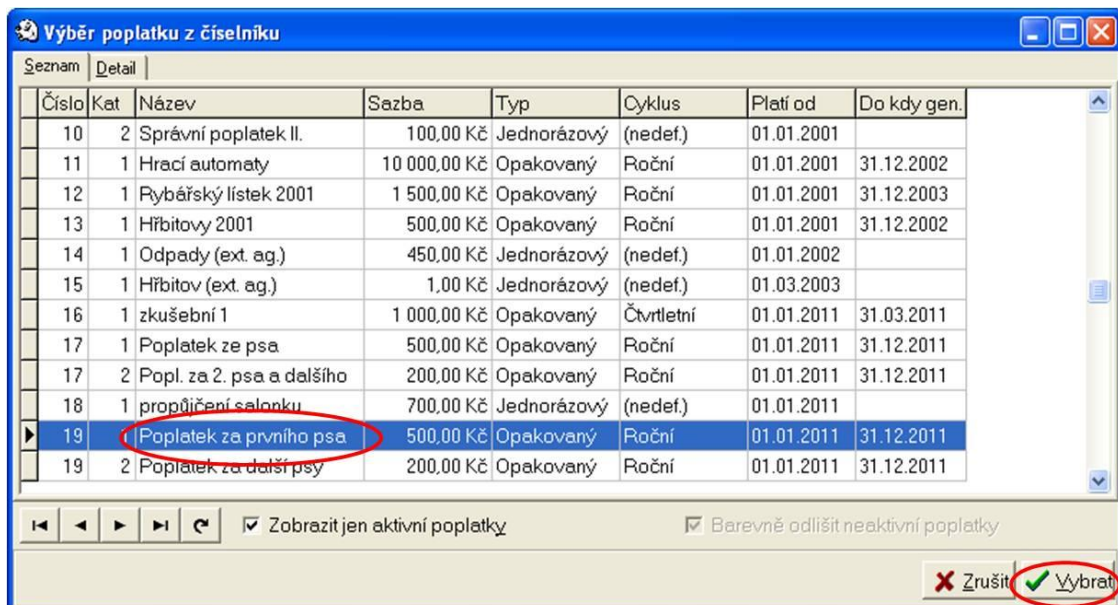 Výběr poplatku z číselníku
Seznam Detail
Číslo Kat Název Sazba Typ Cyklus Platí od Do kdy gen.
10 2 Správní poplatek II. 100,00 Kč Jednorázový (nedef.) 01.01.2001
11 1 Hrací automaty 10 000,00 Kč Opakovaný Roční 01.01.2001 31.12.2002
12 1 Rybářský lístek 2001 1 500,00 Kč Opakovaný Roční 01.01.2001 31.12.2003
13 1 Hřbitovy 2001 500,00 Kč Opakovaný Roční 01.01.2001 31.12.2002
14 1 Odpady (ext. ag.) 450,00 Kč Jednorázový (nedef.) 01.01.2002
15 1 Hřbitov (ext. ag.) 1,00 Kč Jednorázový (nedef.) 01.03.2003
16 1 zkušební 1 1 000,00 Kč Opakovaný Čtvrtletní 01.01.2011 31.03.2011
17 1 Poplatek ze psa 500,00 Kč Opakovaný Roční 01.01.2011 31.12.2011
17 2 Popl. za 2. psa a dalšího 200,00 Kč Opakovaný Roční 01.01.2011 31.12.2011
18 1 propůjčení salonku 700,00 Kč Jednorázový (nedef.) 01.01.2011
19 Poplatek za prvního psa 500,00 Kč Opakovaný Roční 01.01.2011 31.12.2011
19 2 Poplatek za další psy 200,00 Kč Opakovaný Roční 01.01.2011 31.12.2011
Zobrazit jen aktivní poplatky Barevně odlišit neaktivní poplatky
Zrušit Vybrat